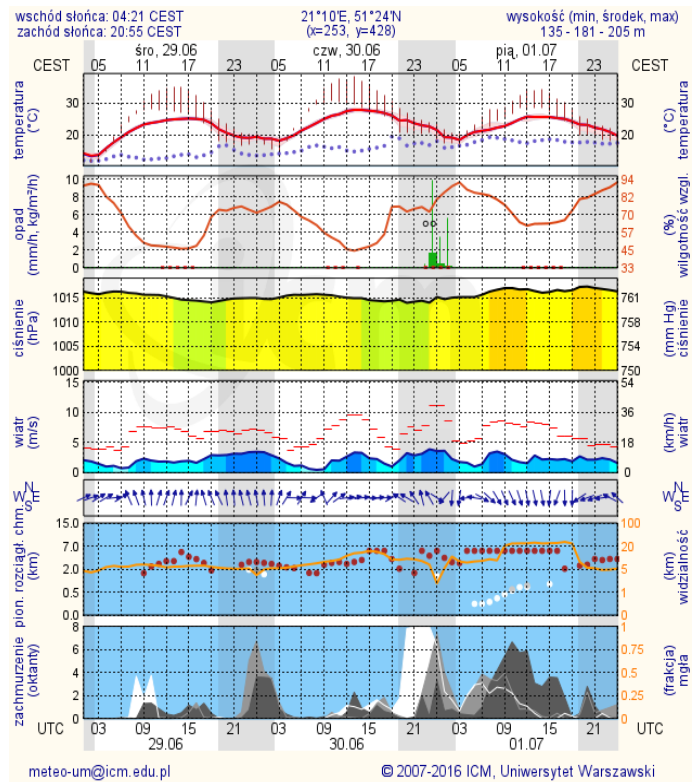 wschód słońca: 04:21 CEST 21°10'E, 51°24'N wysokość (min, środek, max)
zachód słońca: 20:55 CEST (x=253, y=428) 135 - 181 - 205 m
śro, 29.06 czw, 30.06 pią, 01.07
CEST 05 11 17 23 05 11 17 23 05 11 17 23 CEST
temperatura
(°C)
30
20
30
20
temperatura
(°C)
opad
(mm/h, kg/m²/h)
10
8
6
4
2
0
94
82
70
57
45
33
(%)
wilgotność wzgl.
ciśnienie
(hPa)
1015
1010
1005
1000
761
758
754
750
(mm Hg)
ciśnienie
wiatr
(m/s)
15
10
5
0
54
36
18
0
(km/h)
wiatr
N
W E
S
N
W E
S
pion. rozciągł. chm.
(km)
15.0
7.0
2.0
0.5
0.0
100
20
5
1
0
widzialność
(km)
zachmurzenie
(oktanty)
8
6
4
2
0
1
0.75
0.5
0.25
0
(frakcja)
mgła
UTC 03 09 15 21 03 09 15 21 03 09 15 21 UTC
29.06 30.06 01.07
meteo-um@icm.edu.pl © 2007-2016 ICM, Uniwersytet Warszawski